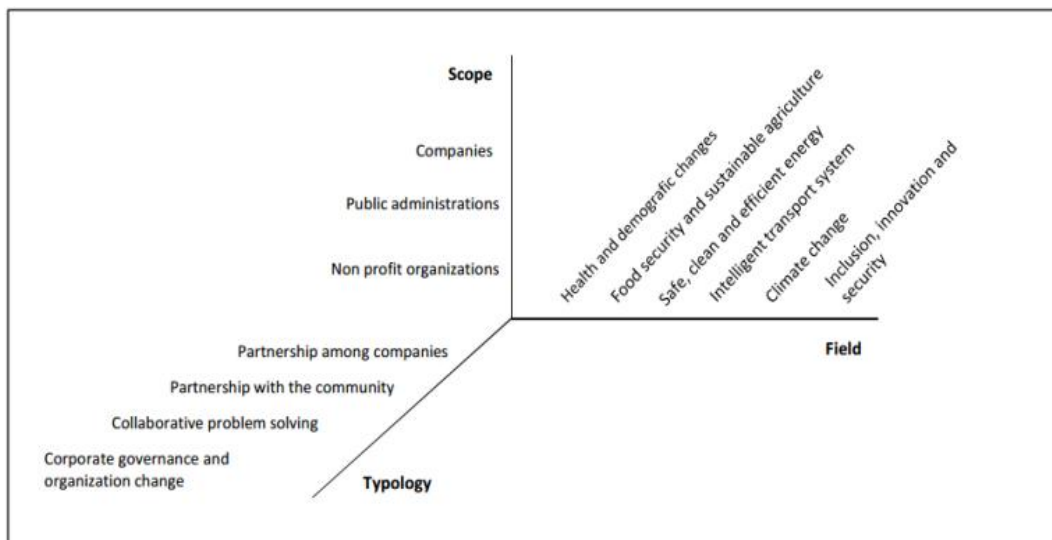 Scope
Companies
Public administrations
Non profit organizations
Health and demografic changes
Food security and sustainable agriculture
Safe, clean and efficient energy
Intelligent transport system
Climate change
Inclusion, innovation and
security
Field
Partnership among companies
Partnership with the community
Collaborative problem solving
Corporate governance and
organization change
Typology